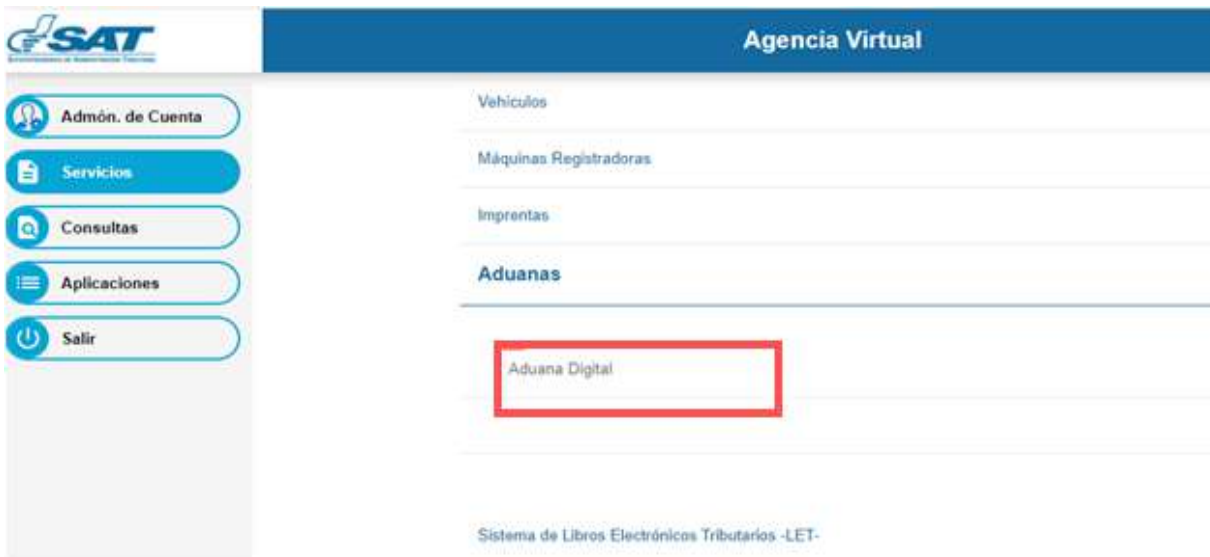 SAT
Agencia Virtual
Admón. de Cuenta
Servicios
Consultas
Aplicaciones
Salir
Vehículos
Máquinas Registradoras
Imprentas
Aduanas
Aduana Digital
Sistema de Libros Electrónicos Tributarios -LET-